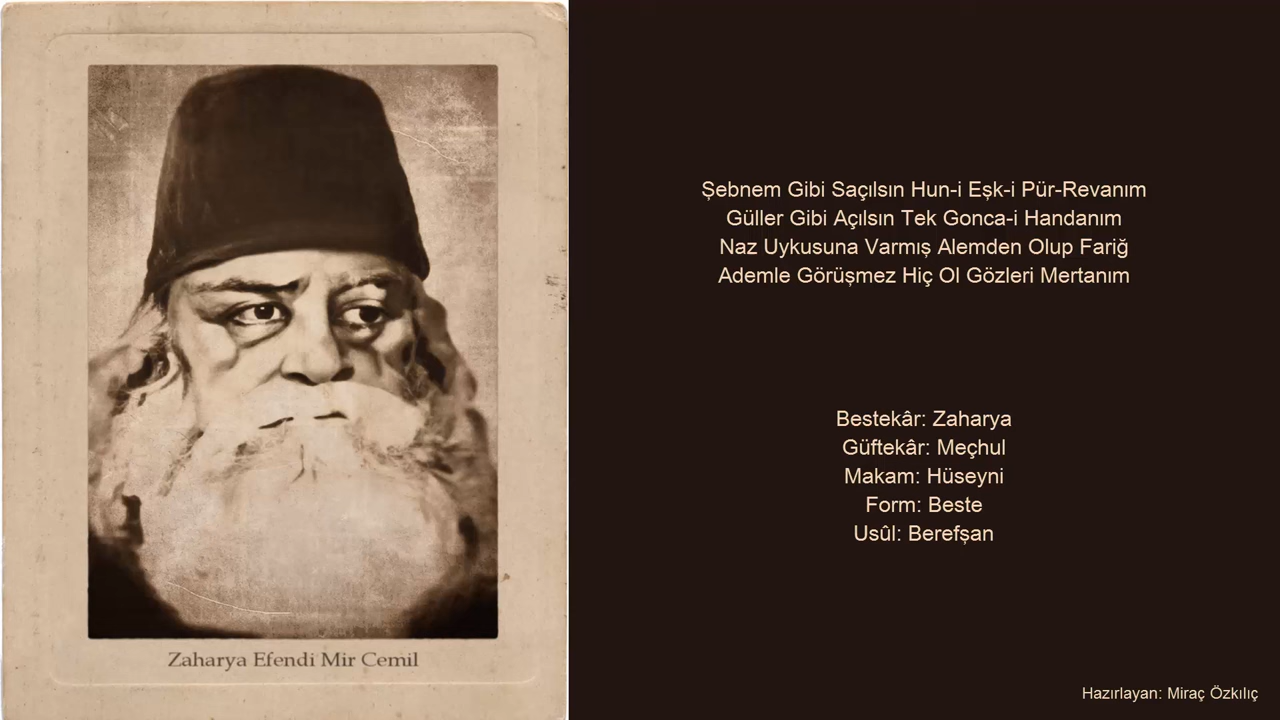 Zaharya Efendi Mir Cemil
Şebnem Gibi Saçılsın Hun-i Eşk-i Pür-Revanım
Güller Gibi Açılsın Tek Gonca-i Handanım
Naz Uykusuna Varmış Alemden Olup Fariğ
Ademle Görüşmez Hiç Ol Gözleri Mertanım
Bestekâr: Zaharya
Güftekâr: Meçhul
Makam: Hüseyni
Form: Beste
Usûl: Berefşan
Hazırlayan: Miraç Özkılıç